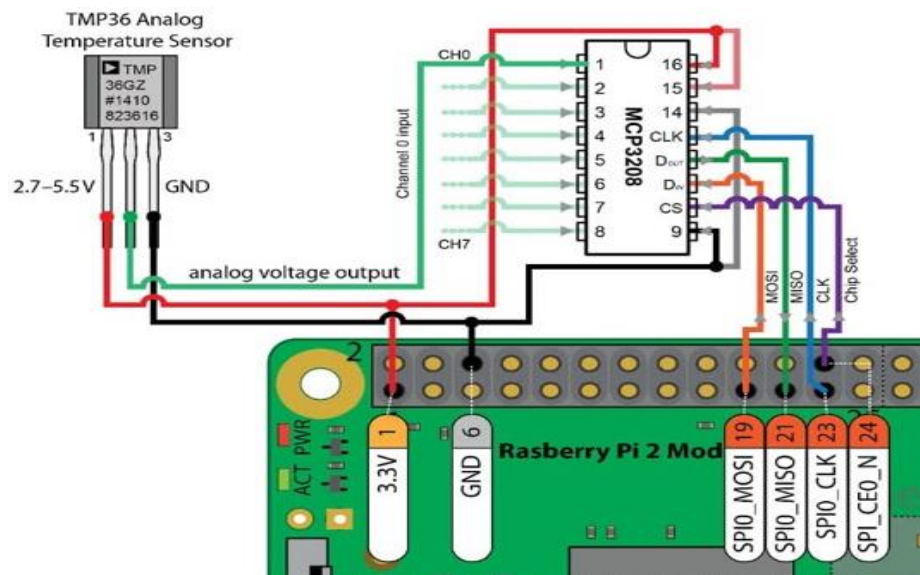 TMP36 Analog
Temperature Sensor
TMP
36GZ
#1410
823616
1
3
2.7–5.5 V
GND
analog voltage output
Channel 0 input
CH0
CH7
1
2
3
4
5
6
7
8
MCP3208
16
15
14
CLK
DOUT
DIN
CS
9
MOSI
MISO
CLK
Chip Select
2
PWR
ACT
1
3.3V
6
GND
Rasberry Pi 2 Mod
19
SPI0_MOSI
21
SPI0_MISO
23
SPI0_CLK
24
SPI_CE0_N